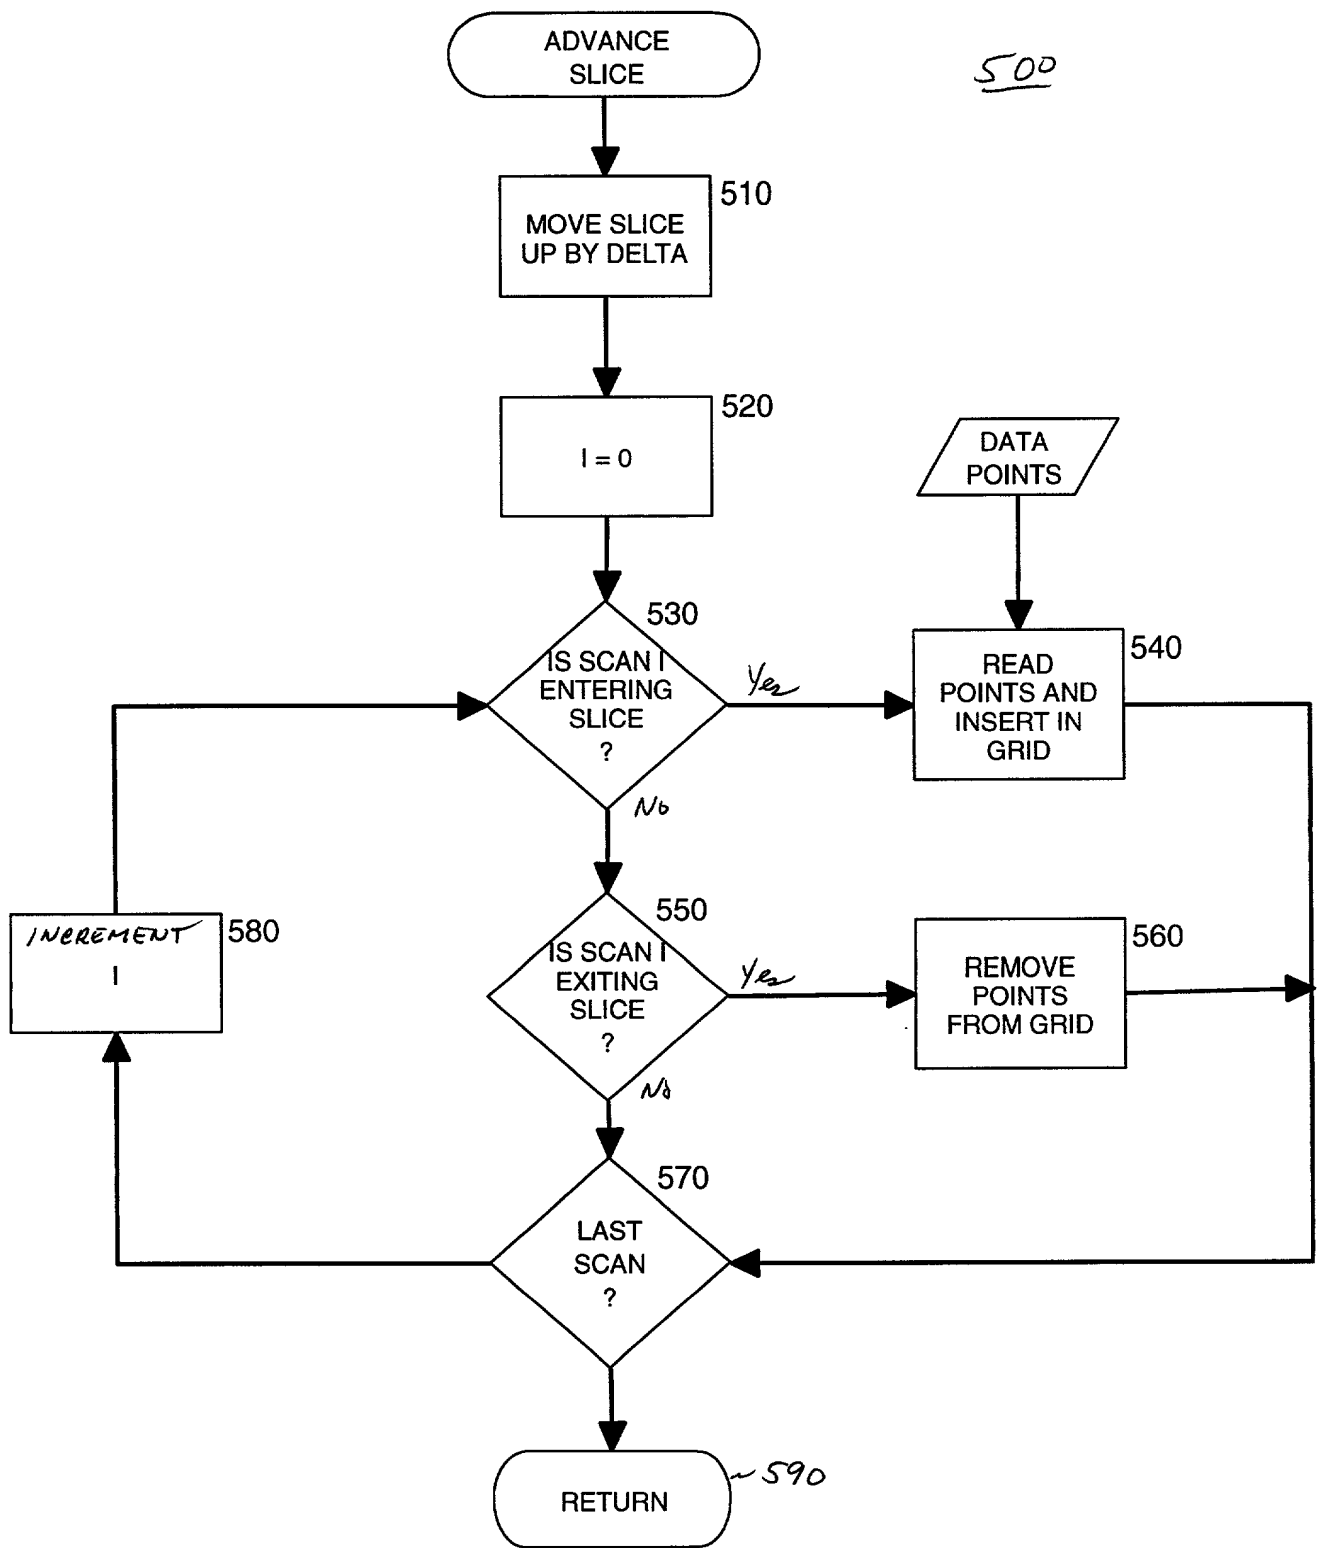 ADVANCE
SLICE
500
510
MOVE SLICE
UP BY DELTA
520
I = 0
DATA
POINTS
530
IS SCAN I
ENTERING
SLICE
?
Yes
540
READ
POINTS AND
INSERT IN
GRID
No
550
IS SCAN I
EXITING
SLICE
?
Yes
560
REMOVE
POINTS
FROM GRID
No
580
INCREMENT
I
570
LAST
SCAN
?
RETURN
~590